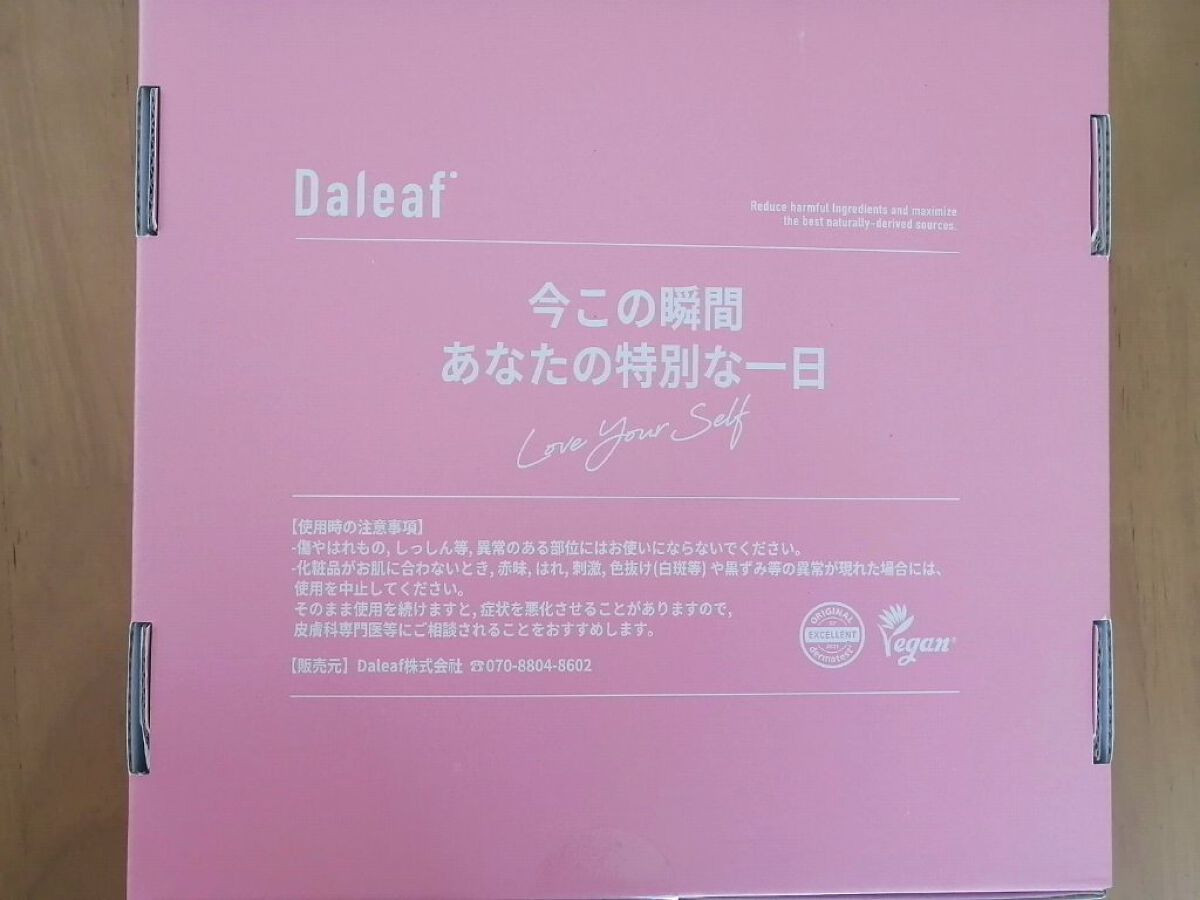 Daleaf
Reduce harmful Ingredients and maximize
the best naturally-derived sources.
今この瞬間
あなたの特別な一日
Love Your Self
【使用時の注意事項】
-傷やはれもの, しっしん等, 異常のある部位にはお使いにならないでください。
-化粧品がお肌に合わないとき, 赤味, はれ, 刺激, 色抜け(白斑等) や黒ずみ等の異常が現れた場合には、
使用を中止してください。
そのまま使用を続けますと, 症状を悪化させることがありますので,
皮膚科専門医等にご相談されることをおすすめします。
【販売元】 Daleaf株式会社 ☎070-8804-8602
ORIGINAL
EXCELLENT
2021
dermatest®
Vegan®